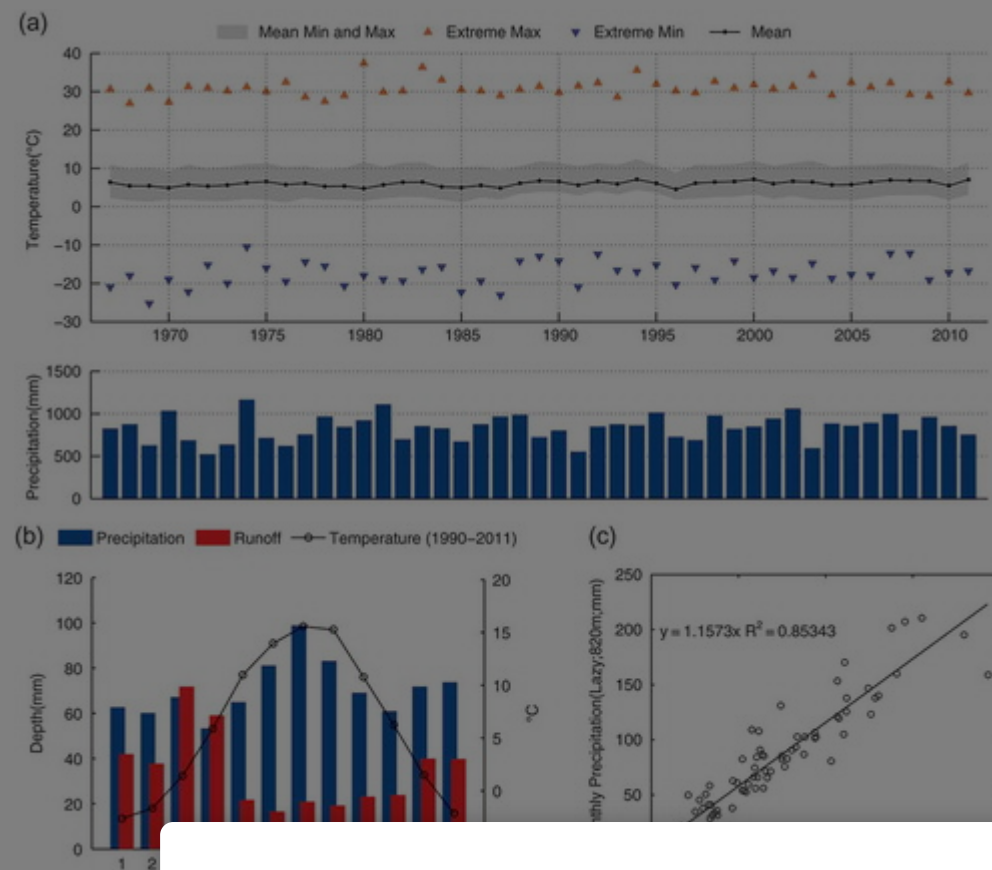 (a)
Mean Min and Max Extreme Max Extreme Min Mean
Temperature(°C)
40
30
20
10
0
−10
−20
−30
1970 1975 1980 1985 1990 1995 2000 2005 2010
Precipitation(mm)
1500
1000
500
0
(b) Precipitation Runoff Temperature (1990−2011)
Depth(mm)
120
100
80
60
40
20
0
20
15
10
5
0
°C
1 2
(c)
Precipitation(Lazy;820m;mm)
250
200
150
100
50
y = 1.1573x R² = 0.85343